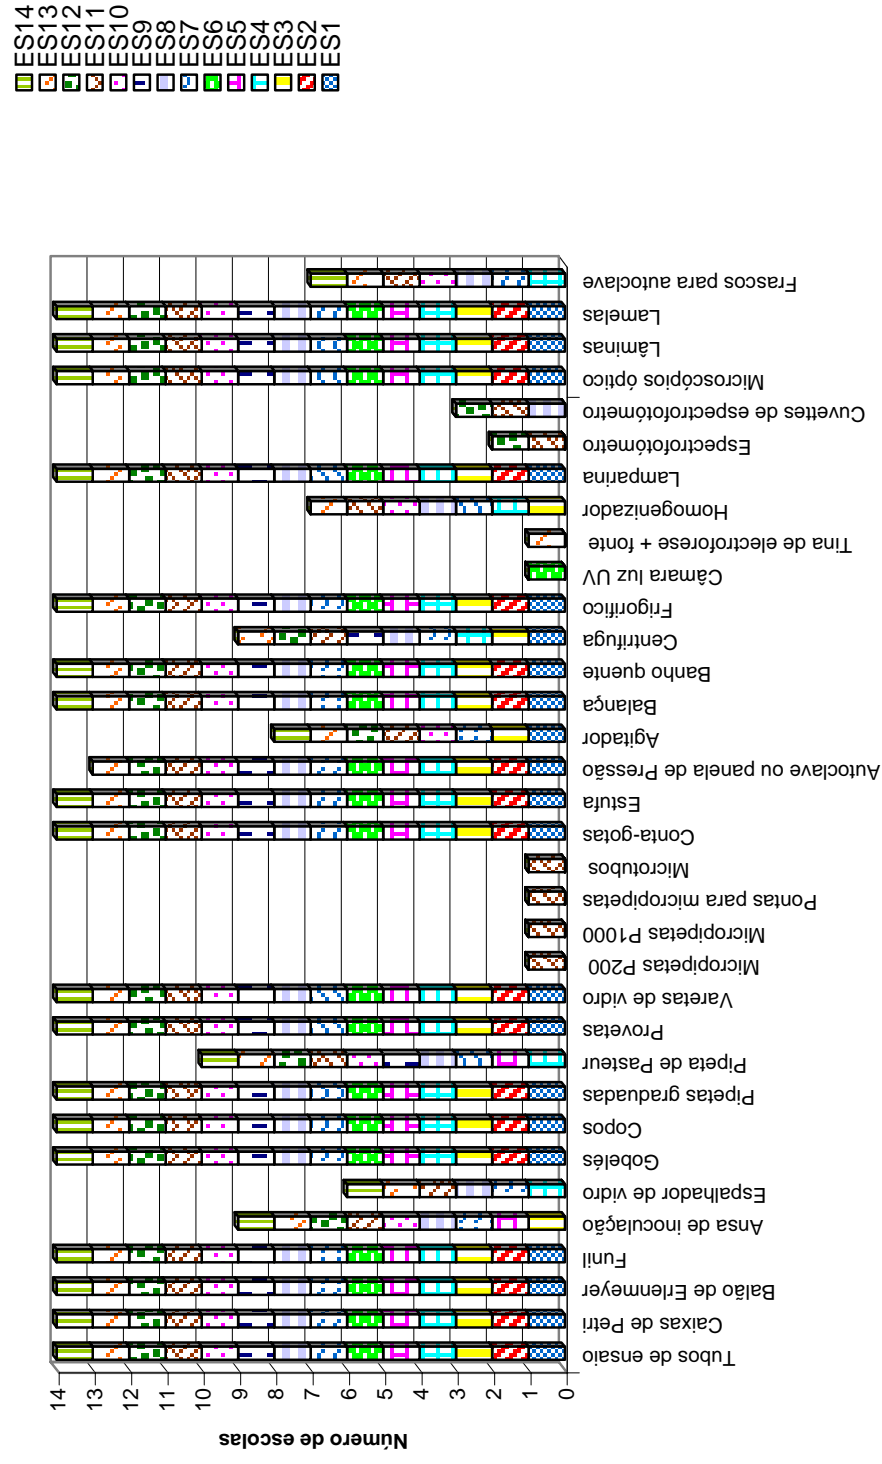 ES14
ES13
ES12
ES11
ES10
ES9
ES8
ES7
ES6
ES5
ES4
ES3
ES2
ES1
Número de escolas
14
13
12
11
10
9
8
7
6
5
4
3
2
1
0
Tubos de ensaio
Caixas de Petri
Balão de Erlenmeyer
Funil
Ansa de inoculação
Espalhador de vidro
Gobelés
Copos
Pipetas graduadas
Pipeta de Pasteur
Provetas
Varetas de vidro
Micropipetas P200
Micropipetas P1000
Pontas para micropipetas
Microtubos
Conta-gotas
Estufa
Autoclave ou panela de Pressão
Agitador
Balança
Banho quente
Centrifuga
Frigorifico
Câmara luz UV
Tina de electroforese + fonte
Homogenizador
Lamparina
Espectrofotómetro
Cuvettes de espectrofotómetro
Microscópios óptico
Lâminas
Lamelas
Frascos para autoclave